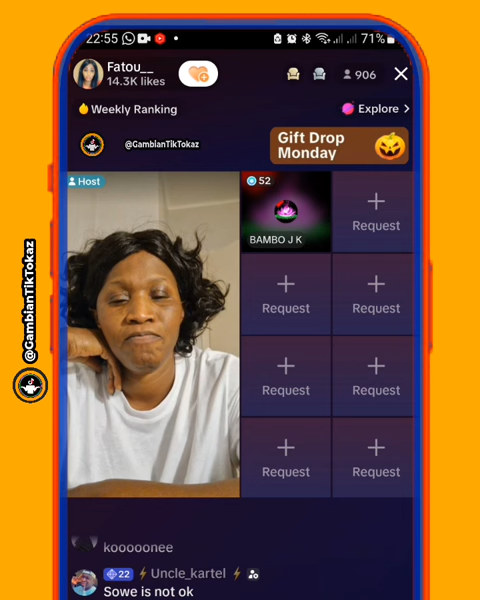 22:55
71%
Fatou__
14.3K likes
906
Weekly Ranking
Explore
@GambianTikTokaz
Gift Drop
Monday
Host
52
BAMBO J K
Request
Request
Request
Request
Request
Request
Request
@GambianTikTokaz
kooooonee
22 Uncle_kartel
Sowe is not ok